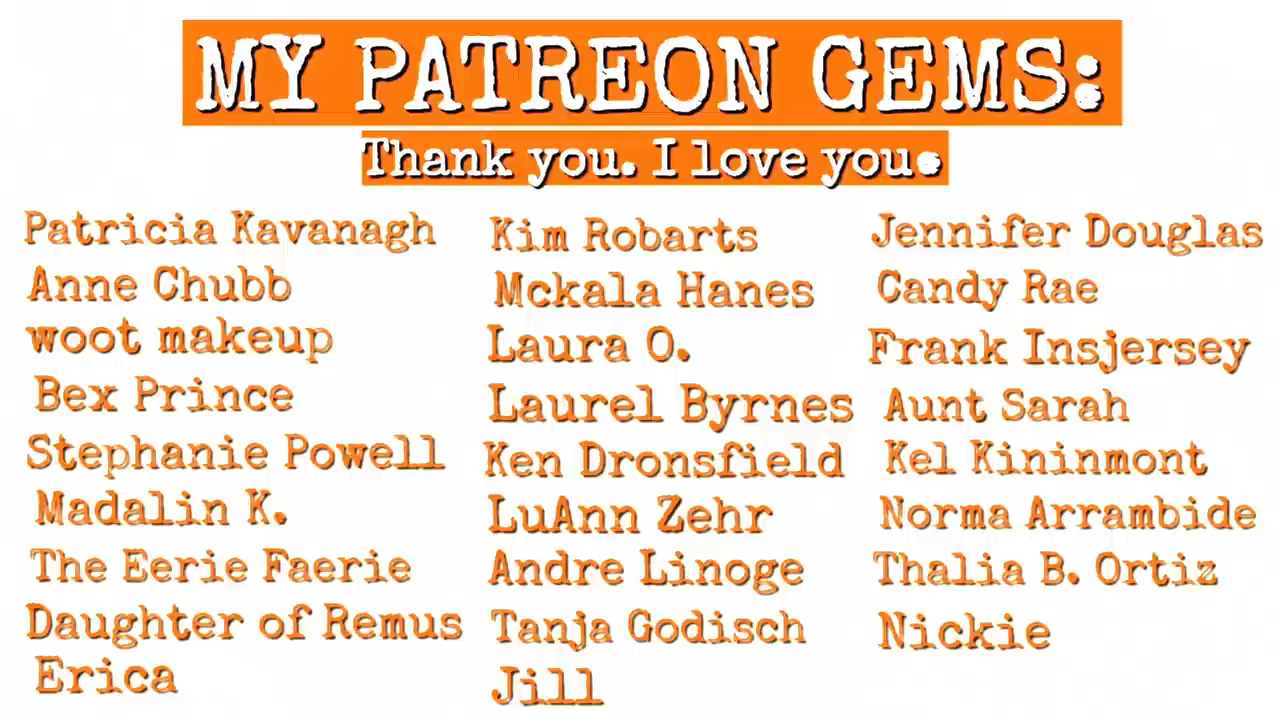 MY PATREON GEMS:
Thank you. I love you.
Patricia Kavanagh
Anne Chubb
woot makeup
Bex Prince
Stephanie Powell
Madalin K.
The Eerie Faerie
Daughter of Remus
Erica
Kim Robarts
Mckala Hanes
Laura O.
Laurel Byrnes
Ken Dronsfield
LuAnn Zehr
Andre Linoge
Tanja Godisch
Jill
Jennifer Douglas
Candy Rae
Frank Insjersey
Aunt Sarah
Kel Kininmont
Norma Arrambide
Thalia B. Ortiz
Nickie